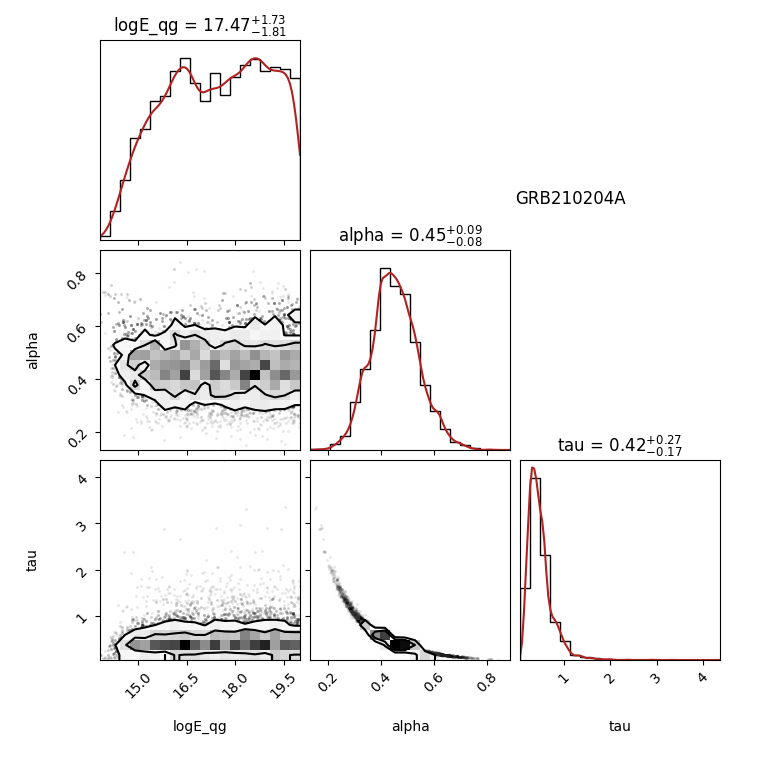 logE_qg = 17.47+1.73−1.81
GRB210204A
alpha = 0.45+0.09−0.08
0.8
0.6
0.4
0.2
alpha
tau = 0.42+0.27−0.17
4
3
2
1
tau
15.0 16.5 18.0 19.5
0.2 0.4 0.6 0.8
1 2 3 4
logE_qg alpha tau